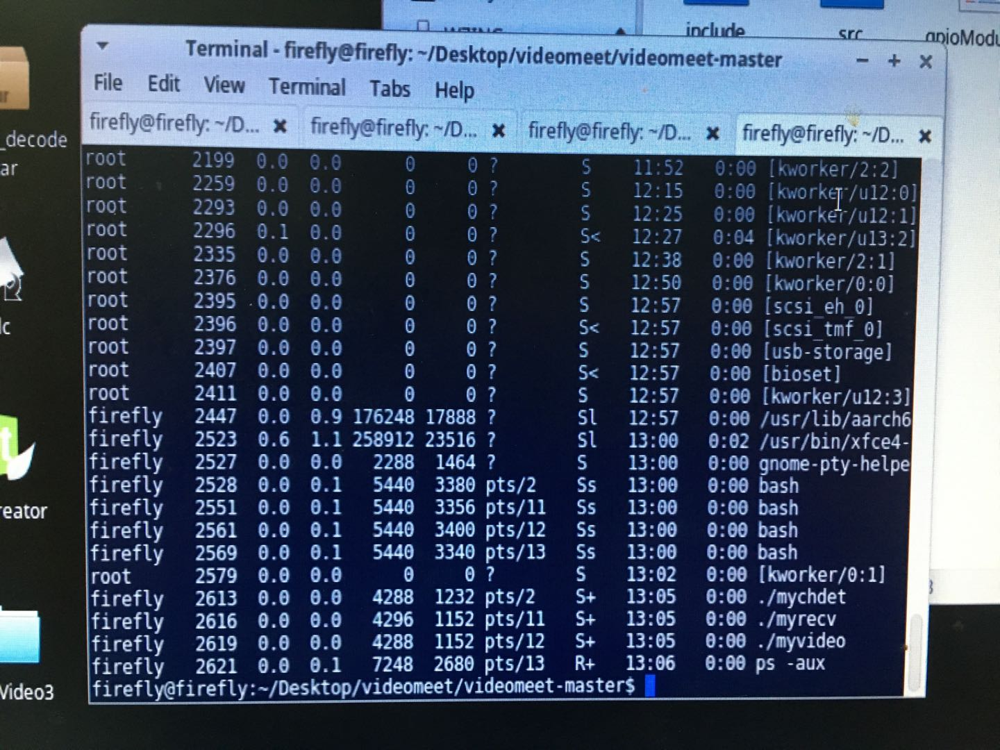 include
src
Terminal - firefly@firefly: ~/Desktop/videomeet/videomeet-master
File Edit View Terminal Tabs Help
firefly@firefly: ~/D... firefly@firefly: ~/D... firefly@firefly: ~/D... firefly@firefly: ~/D...
_decode
ar
lc
reator
Video3
root 2199 0.0 0.0 0 0 ? S 11:52 0:00 [kworker/2:2]
root 2259 0.0 0.0 0 0 ? S 12:15 0:00 [kworker/u12:0]
root 2293 0.0 0.0 0 0 ? S 12:25 0:00 [kworker/u12:1]
root 2296 0.1 0.0 0 0 ? S< 12:27 0:04 [kworker/u13:2]
root 2335 0.0 0.0 0 0 ? S 12:38 0:00 [kworker/2:1]
root 2376 0.0 0.0 0 0 ? S 12:50 0:00 [kworker/0:0]
root 2395 0.0 0.0 0 0 ? S 12:57 0:00 [scsi_eh_0]
root 2396 0.0 0.0 0 0 ? S< 12:57 0:00 [scsi_tmf_0]
root 2397 0.0 0.0 0 0 ? S 12:57 0:00 [usb-storage]
root 2407 0.0 0.0 0 0 ? S< 12:57 0:00 [bioset]
root 2411 0.0 0.0 0 0 ? S 12:57 0:00 [kworker/u12:3]
firefly 2447 0.0 0.9 176248 17888 ? Sl 12:57 0:00 /usr/lib/aarch6
firefly 2523 0.6 1.1 258912 23516 ? Sl 13:00 0:02 /usr/bin/xfce4-
firefly 2527 0.0 0.0 2288 1464 ? S 13:00 0:00 gnome-pty-helpe
firefly 2528 0.0 0.1 5440 3380 pts/2 Ss 13:00 0:00 bash
firefly 2551 0.0 0.1 5440 3356 pts/11 Ss 13:00 0:00 bash
firefly 2561 0.0 0.1 5440 3400 pts/12 Ss 13:00 0:00 bash
firefly 2569 0.0 0.1 5440 3340 pts/13 Ss 13:00 0:00 bash
root 2579 0.0 0.0 0 0 ? S 13:02 0:00 [kworker/0:1]
firefly 2613 0.0 0.0 4288 1232 pts/2 S+ 13:05 0:00 ./mychdet
firefly 2616 0.0 0.0 4296 1152 pts/11 S+ 13:05 0:00 ./myrecv
firefly 2619 0.0 0.0 4288 1152 pts/12 S+ 13:05 0:00 ./myvideo
firefly 2621 0.0 0.1 7248 2680 pts/13 R+ 13:06 0:00 ps -aux
firefly@firefly:~/Desktop/videomeet/videomeet-master$